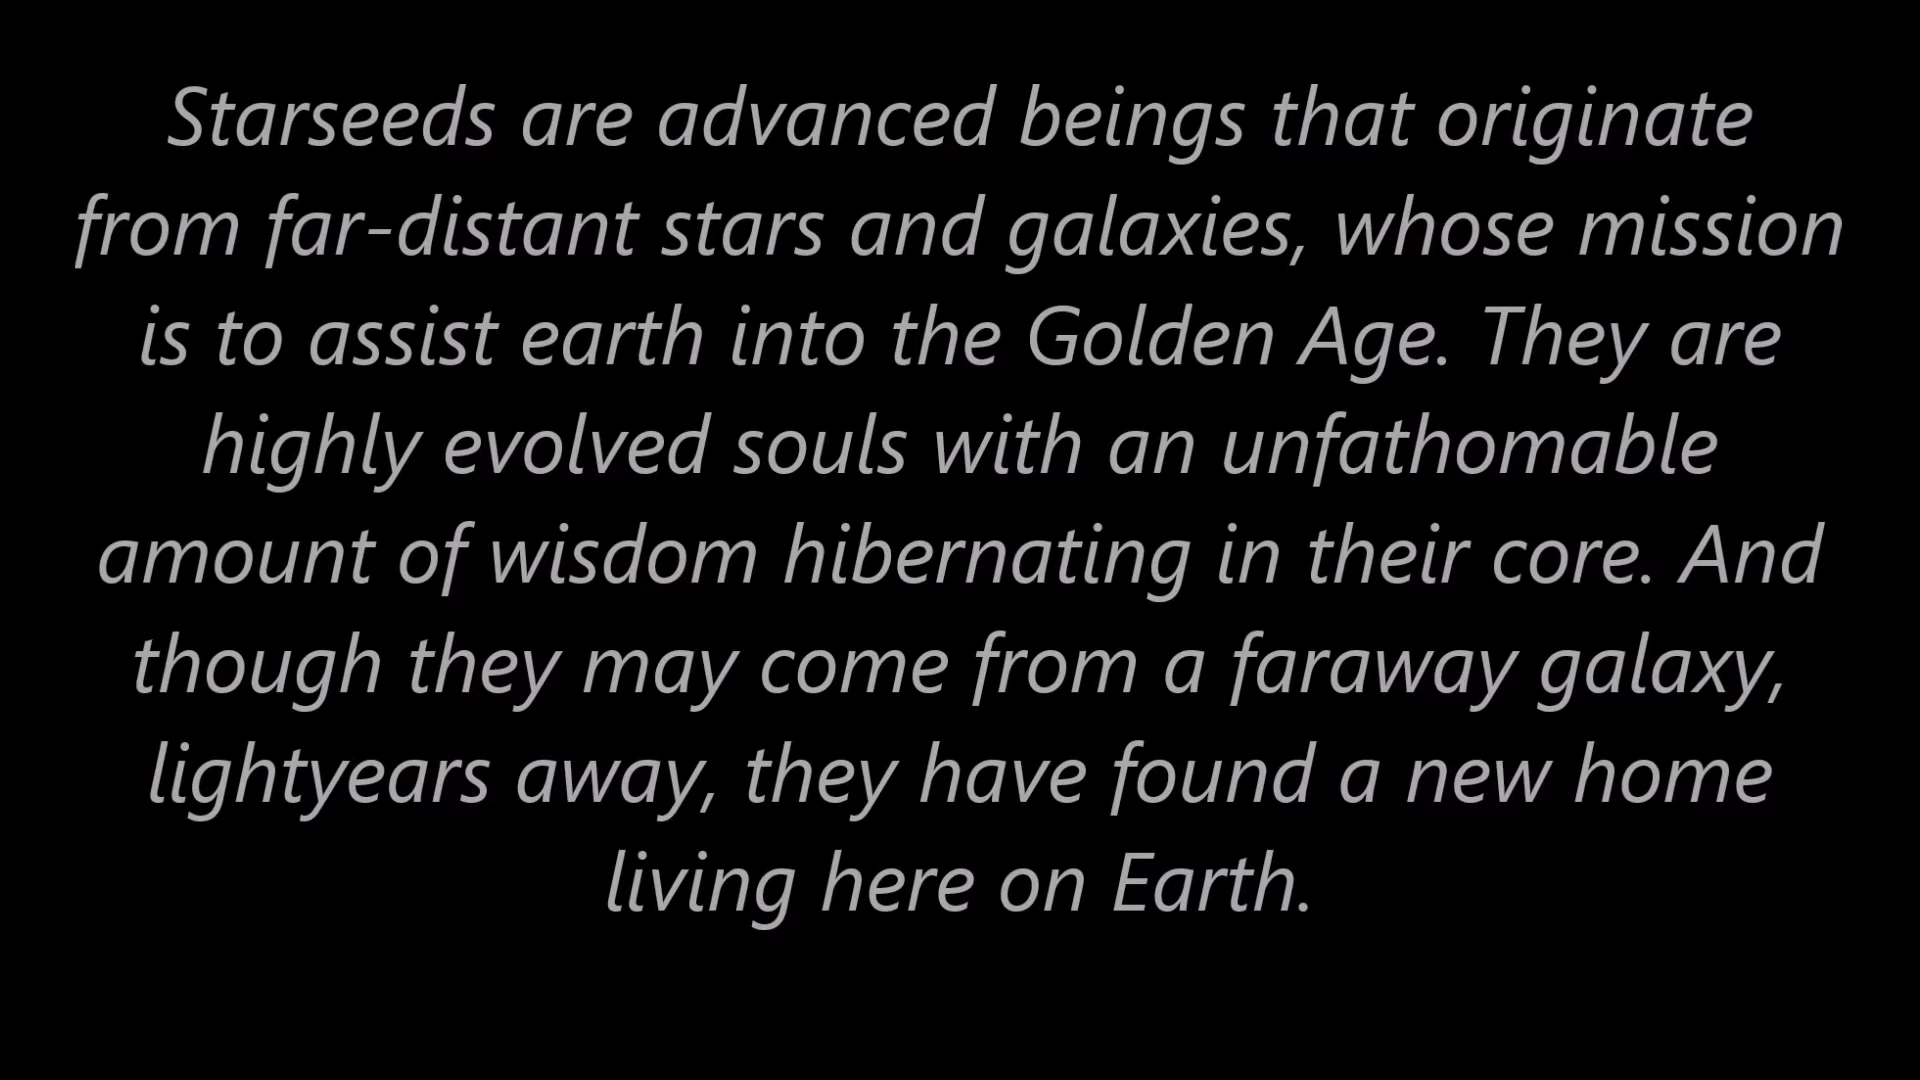 Starseeds are advanced beings that originate
from far-distant stars and galaxies, whose mission
is to assist earth into the Golden Age. They are
highly evolved souls with an unfathomable
amount of wisdom hibernating in their core. And
though they may come from a faraway galaxy,
lightyears away, they have found a new home
living here on Earth.